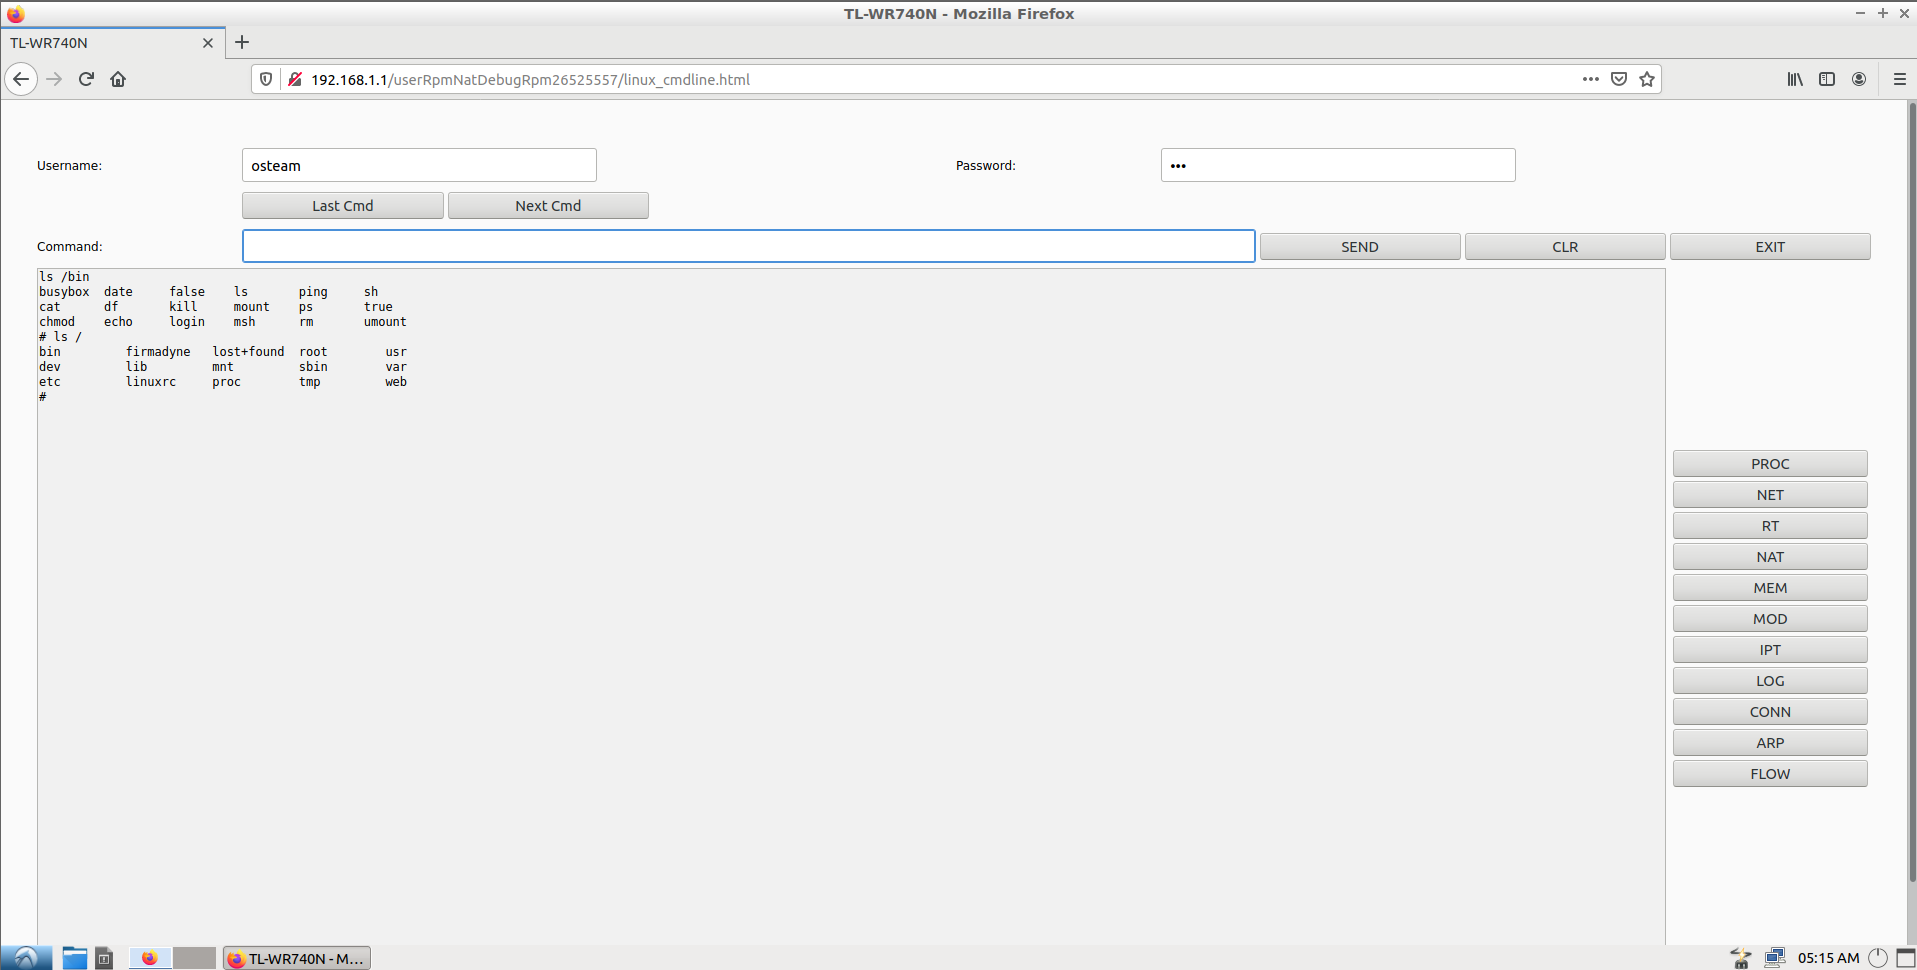 TL-WR740N - Mozilla Firefox
TL-WR740N
192.168.1.1/userRpmNatDebugRpm26525557/linux_cmdline.html
Username: osteam Password: •••
Last Cmd Next Cmd
Command: SEND CLR EXIT
ls /bin
busybox  date     false    ls       ping     sh
cat      df       kill     mount    ps       true
chmod    echo     login    msh      rm       umount
# ls /
bin         firmadyne   lost+found  root        usr
dev         lib         mnt         sbin        var
etc         linuxrc     proc        tmp         web
#
PROC
NET
RT
NAT
MEM
MOD
IPT
LOG
CONN
ARP
FLOW
TL-WR740N - M... 05:15 AM